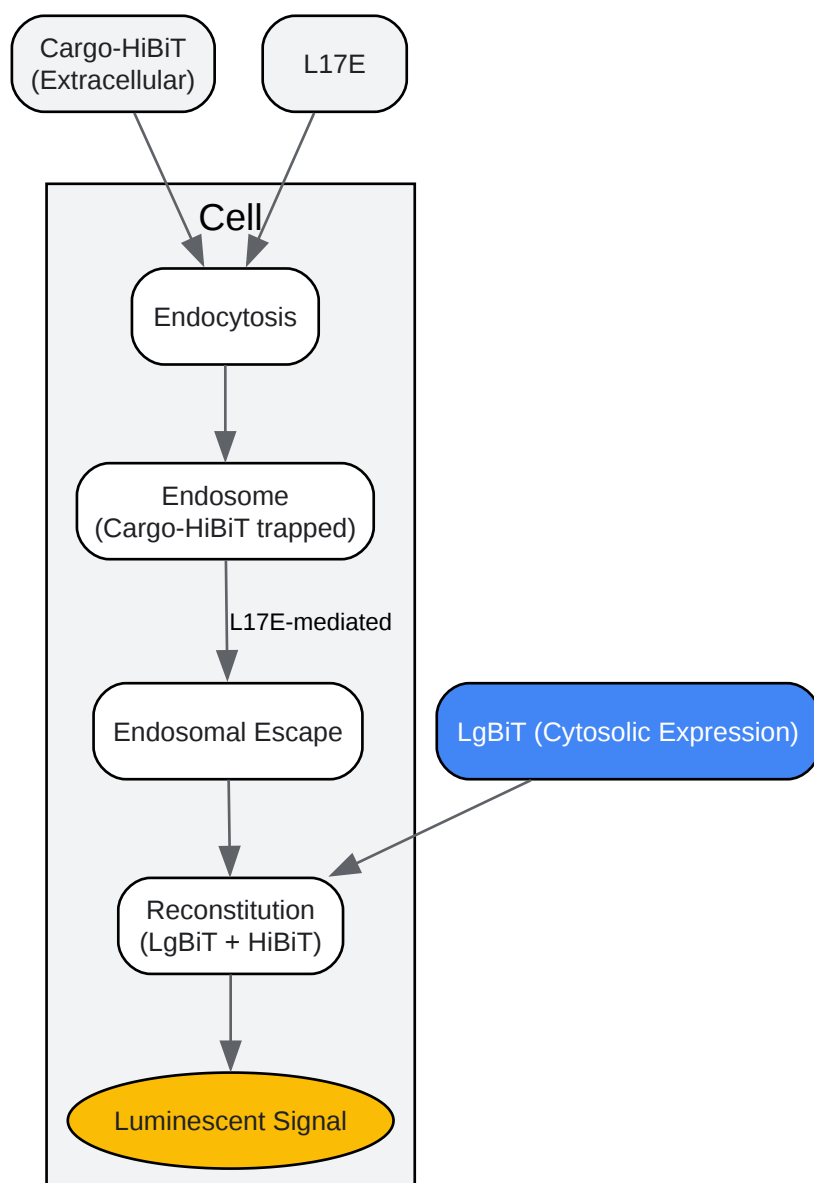 Cargo-HiBiT
(Extracellular)
L17E
Cell
Endocytosis
Endosome
(Cargo-HiBiT trapped)
L17E-mediated
Endosomal Escape
LgBiT (Cytosolic Expression)
Reconstitution
(LgBiT + HiBiT)
Luminescent Signal